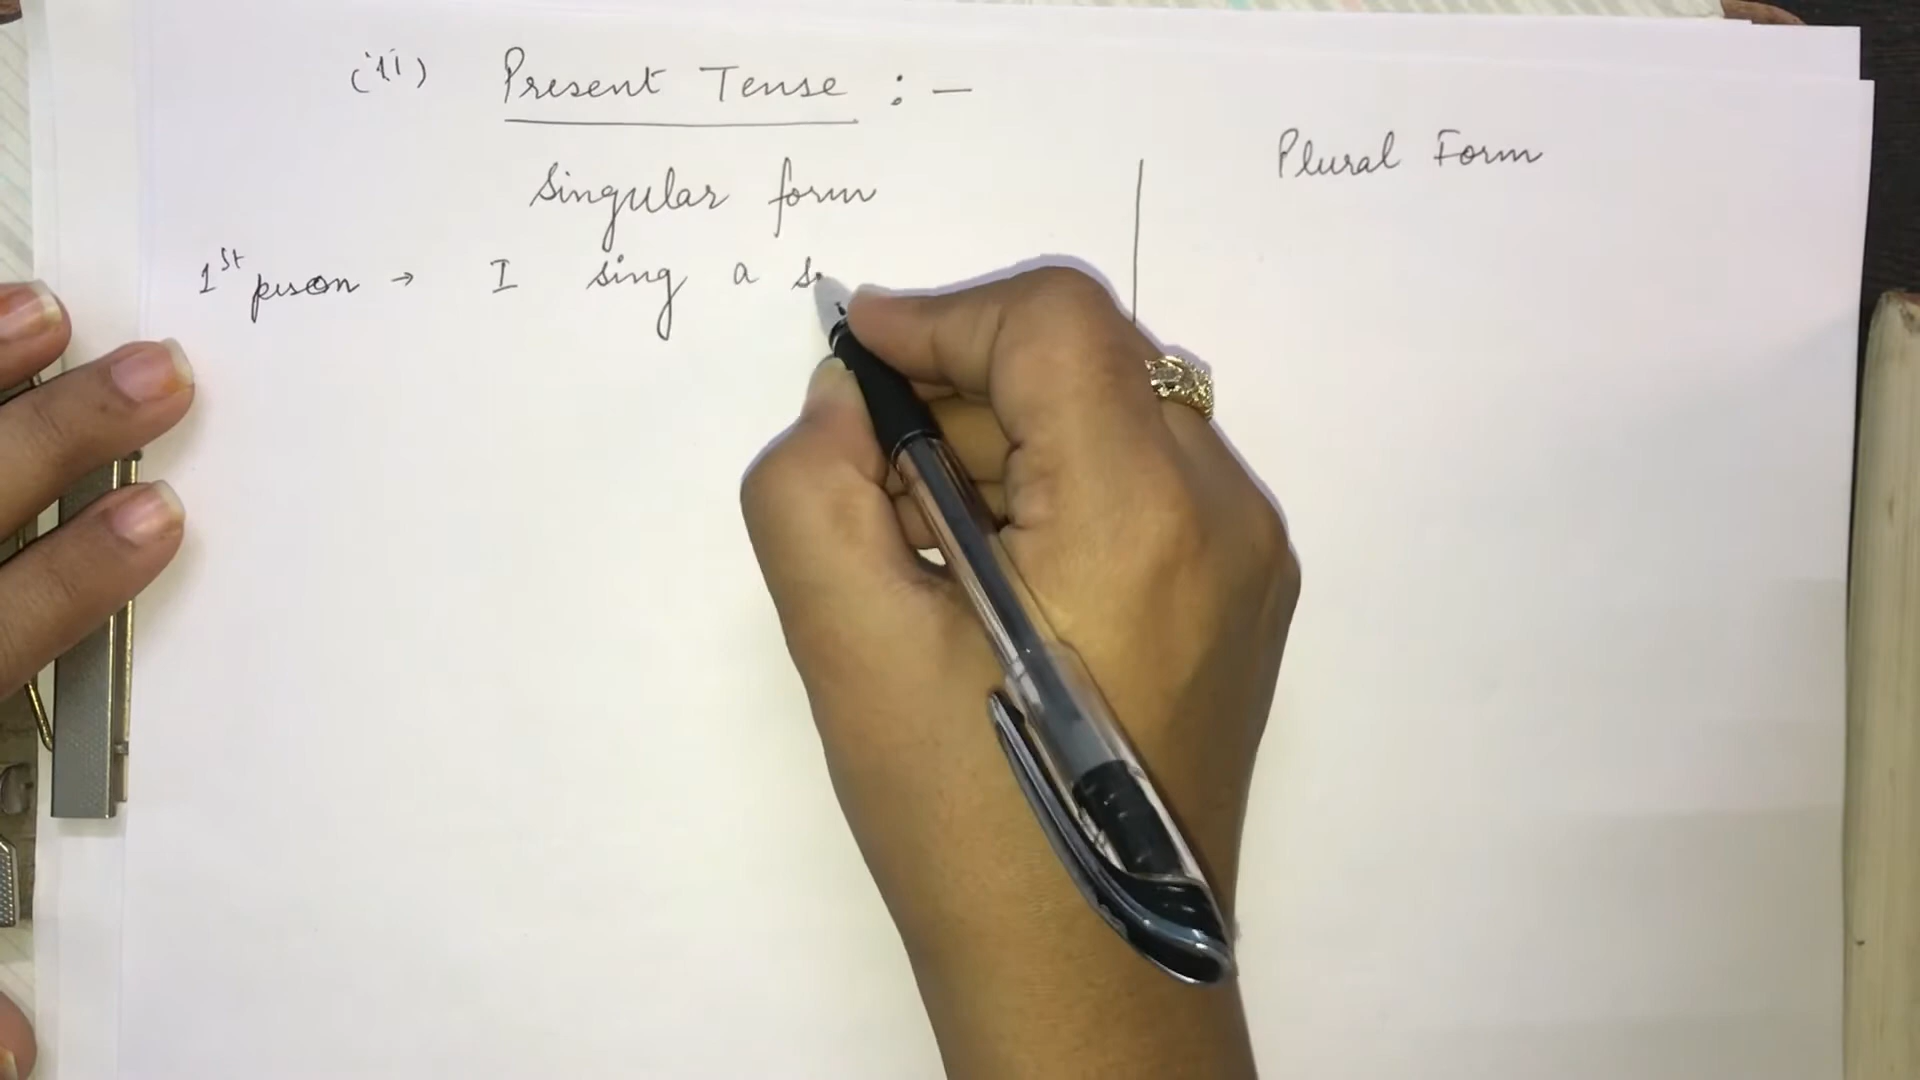 (ii) Present Tense : —
Singular form
Plural Form
1st person → I sing a